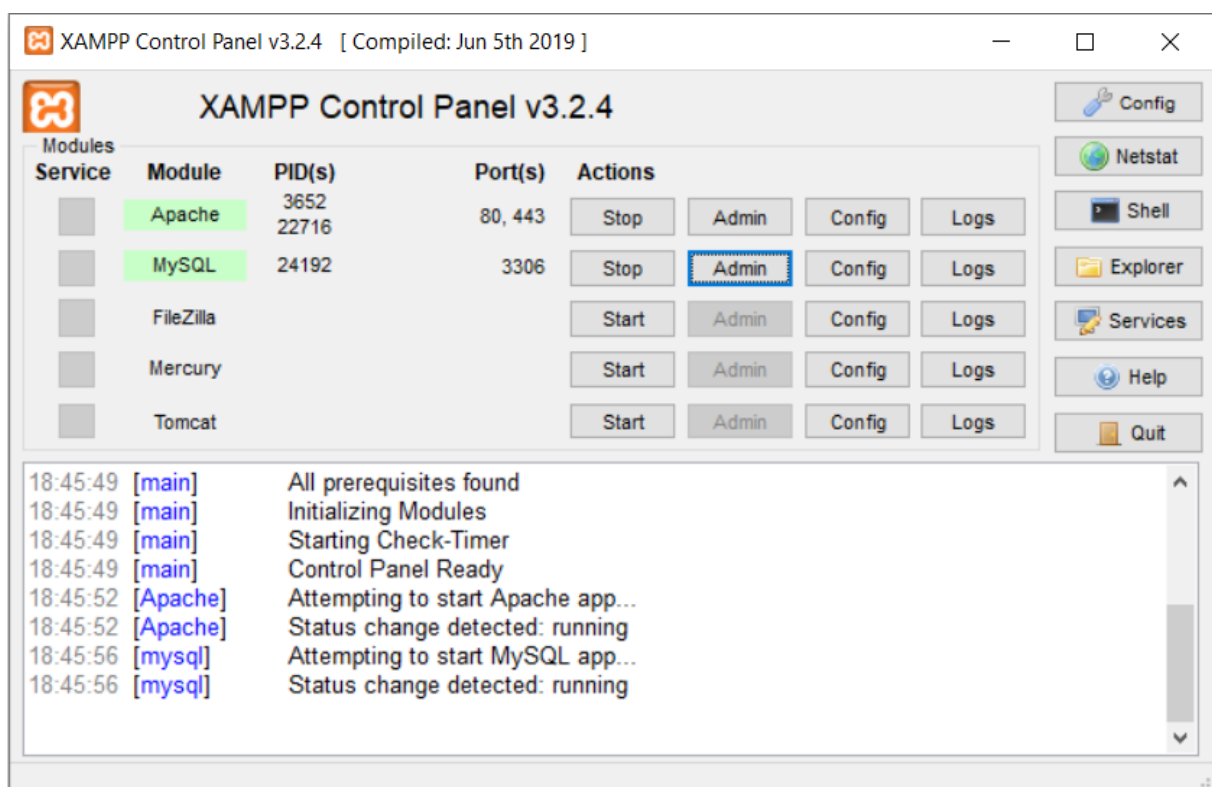 XAMPP Control Panel v3.2.4 [ Compiled: Jun 5th 2019 ]
XAMPP Control Panel v3.2.4
Config
Modules
Service Module PID(s) Port(s) Actions
Netstat
Apache 3652 22716 80, 443 Stop Admin Config Logs
Shell
MySQL 24192 3306 Stop Admin Config Logs
Explorer
FileZilla Start Admin Config Logs
Services
Mercury Start Admin Config Logs
Help
Tomcat Start Admin Config Logs
Quit
18:45:49 [main] All prerequisites found
18:45:49 [main] Initializing Modules
18:45:49 [main] Starting Check-Timer
18:45:49 [main] Control Panel Ready
18:45:52 [Apache] Attempting to start Apache app...
18:45:52 [Apache] Status change detected: running
18:45:56 [mysql] Attempting to start MySQL app...
18:45:56 [mysql] Status change detected: running